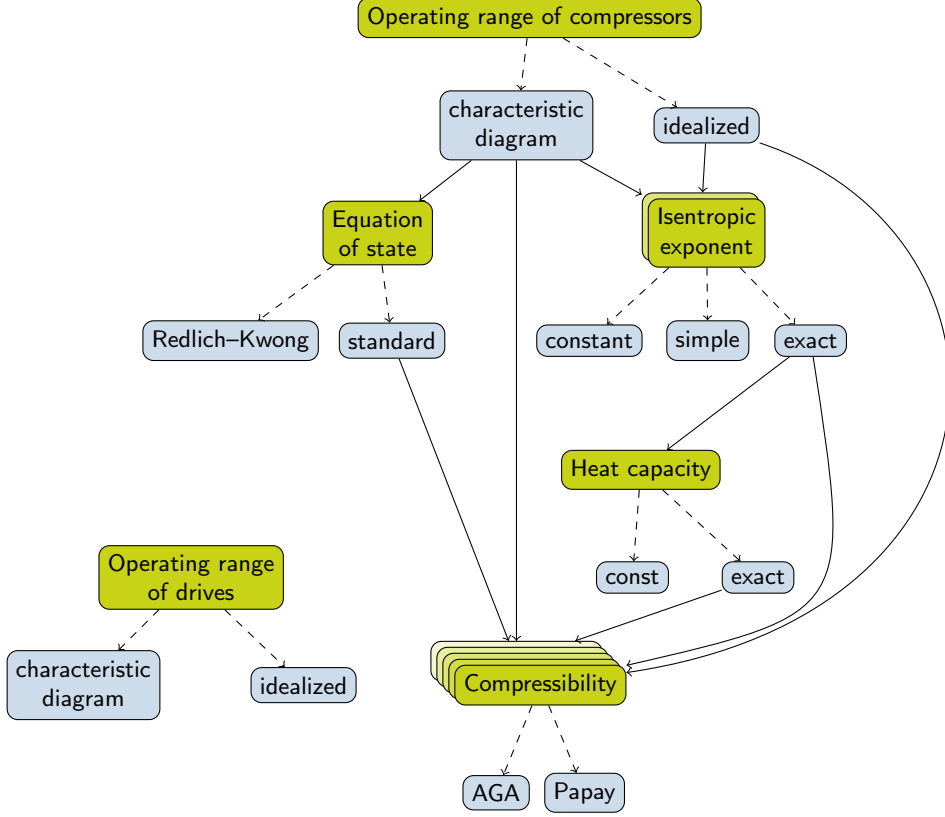 Operating range of compressors
characteristic
diagram
idealized
Equation
of state
Isentropic
exponent
Redlich–Kwong
standard
constant
simple
exact
Heat capacity
const
exact
Operating range
of drives
characteristic
diagram
idealized
Compressibility
AGA
Papay